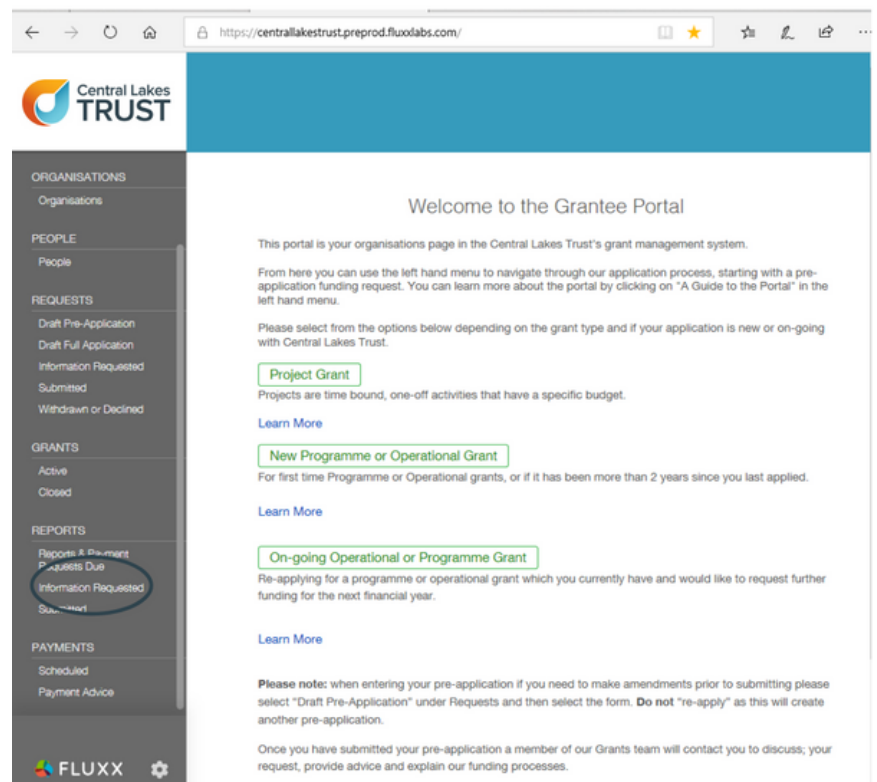 https://centrallakestrust.preprod.fluxxlabs.com/
Central Lakes
TRUST
ORGANISATIONS
Organisations
PEOPLE
People
REQUESTS
Draft Pre-Application
Draft Full Application
Information Requested
Submitted
Withdrawn or Declined
GRANTS
Active
Closed
REPORTS
Reports & Payment
Requests Due
Information Requested
Submitted
PAYMENTS
Scheduled
Payment Advice
FLUXX
Welcome to the Grantee Portal
This portal is your organisations page in the Central Lakes Trust's grant management system.
From here you can use the left hand menu to navigate through our application process, starting with a pre-
application funding request. You can learn more about the portal by clicking on "A Guide to the Portal" in the
left hand menu.
Please select from the options below depending on the grant type and if your application is new or on-going
with Central Lakes Trust.
Project Grant
Projects are time bound, one-off activities that have a specific budget.
Learn More
New Programme or Operational Grant
For first time Programme or Operational grants, or if it has been more than 2 years since you last applied.
Learn More
On-going Operational or Programme Grant
Re-applying for a programme or operational grant which you currently have and would like to request further
funding for the next financial year.
Learn More
Please note: when entering your pre-application if you need to make amendments prior to submitting please
select "Draft Pre-Application" under Requests and then select the form. Do not "re-apply" as this will create
another pre-application.
Once you have submitted your pre-application a member of our Grants team will contact you to discuss; your
request, provide advice and explain our funding processes.